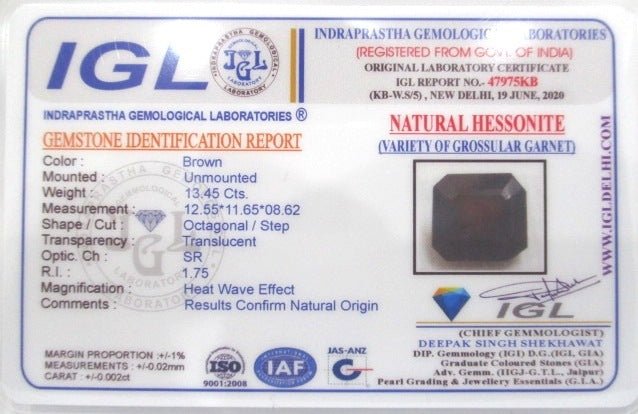 IGL
INDRAPRASTHA GEMOLOGICAL LABORATORIES ®
GEMSTONE IDENTIFICATION REPORT
Color : Brown
Mounted : Unmounted
Weight : 13.45 Cts.
Measurement : 12.55*11.65*08.62
Shape / Cut : Octagonal / Step
Transparency : Translucent
Optic. Ch : SR
R.I. : 1.75
Magnification : Heat Wave Effect
Comments : Results Confirm Natural Origin
MARGIN PROPORTION :+/-1%
MEASUREMENTS : +/-0.02mm
CARAT : +/-0.002ct
ISO
9001:2008
IAF
JAS-ANZ
INDRAPRASTHA GEMOLOGICAL LABORATORIES
(REGISTERED FROM GOVT. OF INDIA)
ORIGINAL LABORATORY CERTIFICATE
IGL REPORT NO.- 47975KB
(KB-W.S/5) , NEW DELHI, 19 JUNE, 2020
NATURAL HESSONITE
(VARIETY OF GROSSULAR GARNET)
WWW.IGLDELHI.COM
IGL
(CHIEF GEMMOLOGIST)
DEEPAK SINGH SHEKHAWAT
DIP. Gemmology (IGI) D.G.(IGI, GIA)
Graduate Coloured Stones (GIA)
Adv. Gemm. (IIGJ-G.T.L., Jaipur)
Pearl Grading & Jewellery Essentials (G.I.A.)